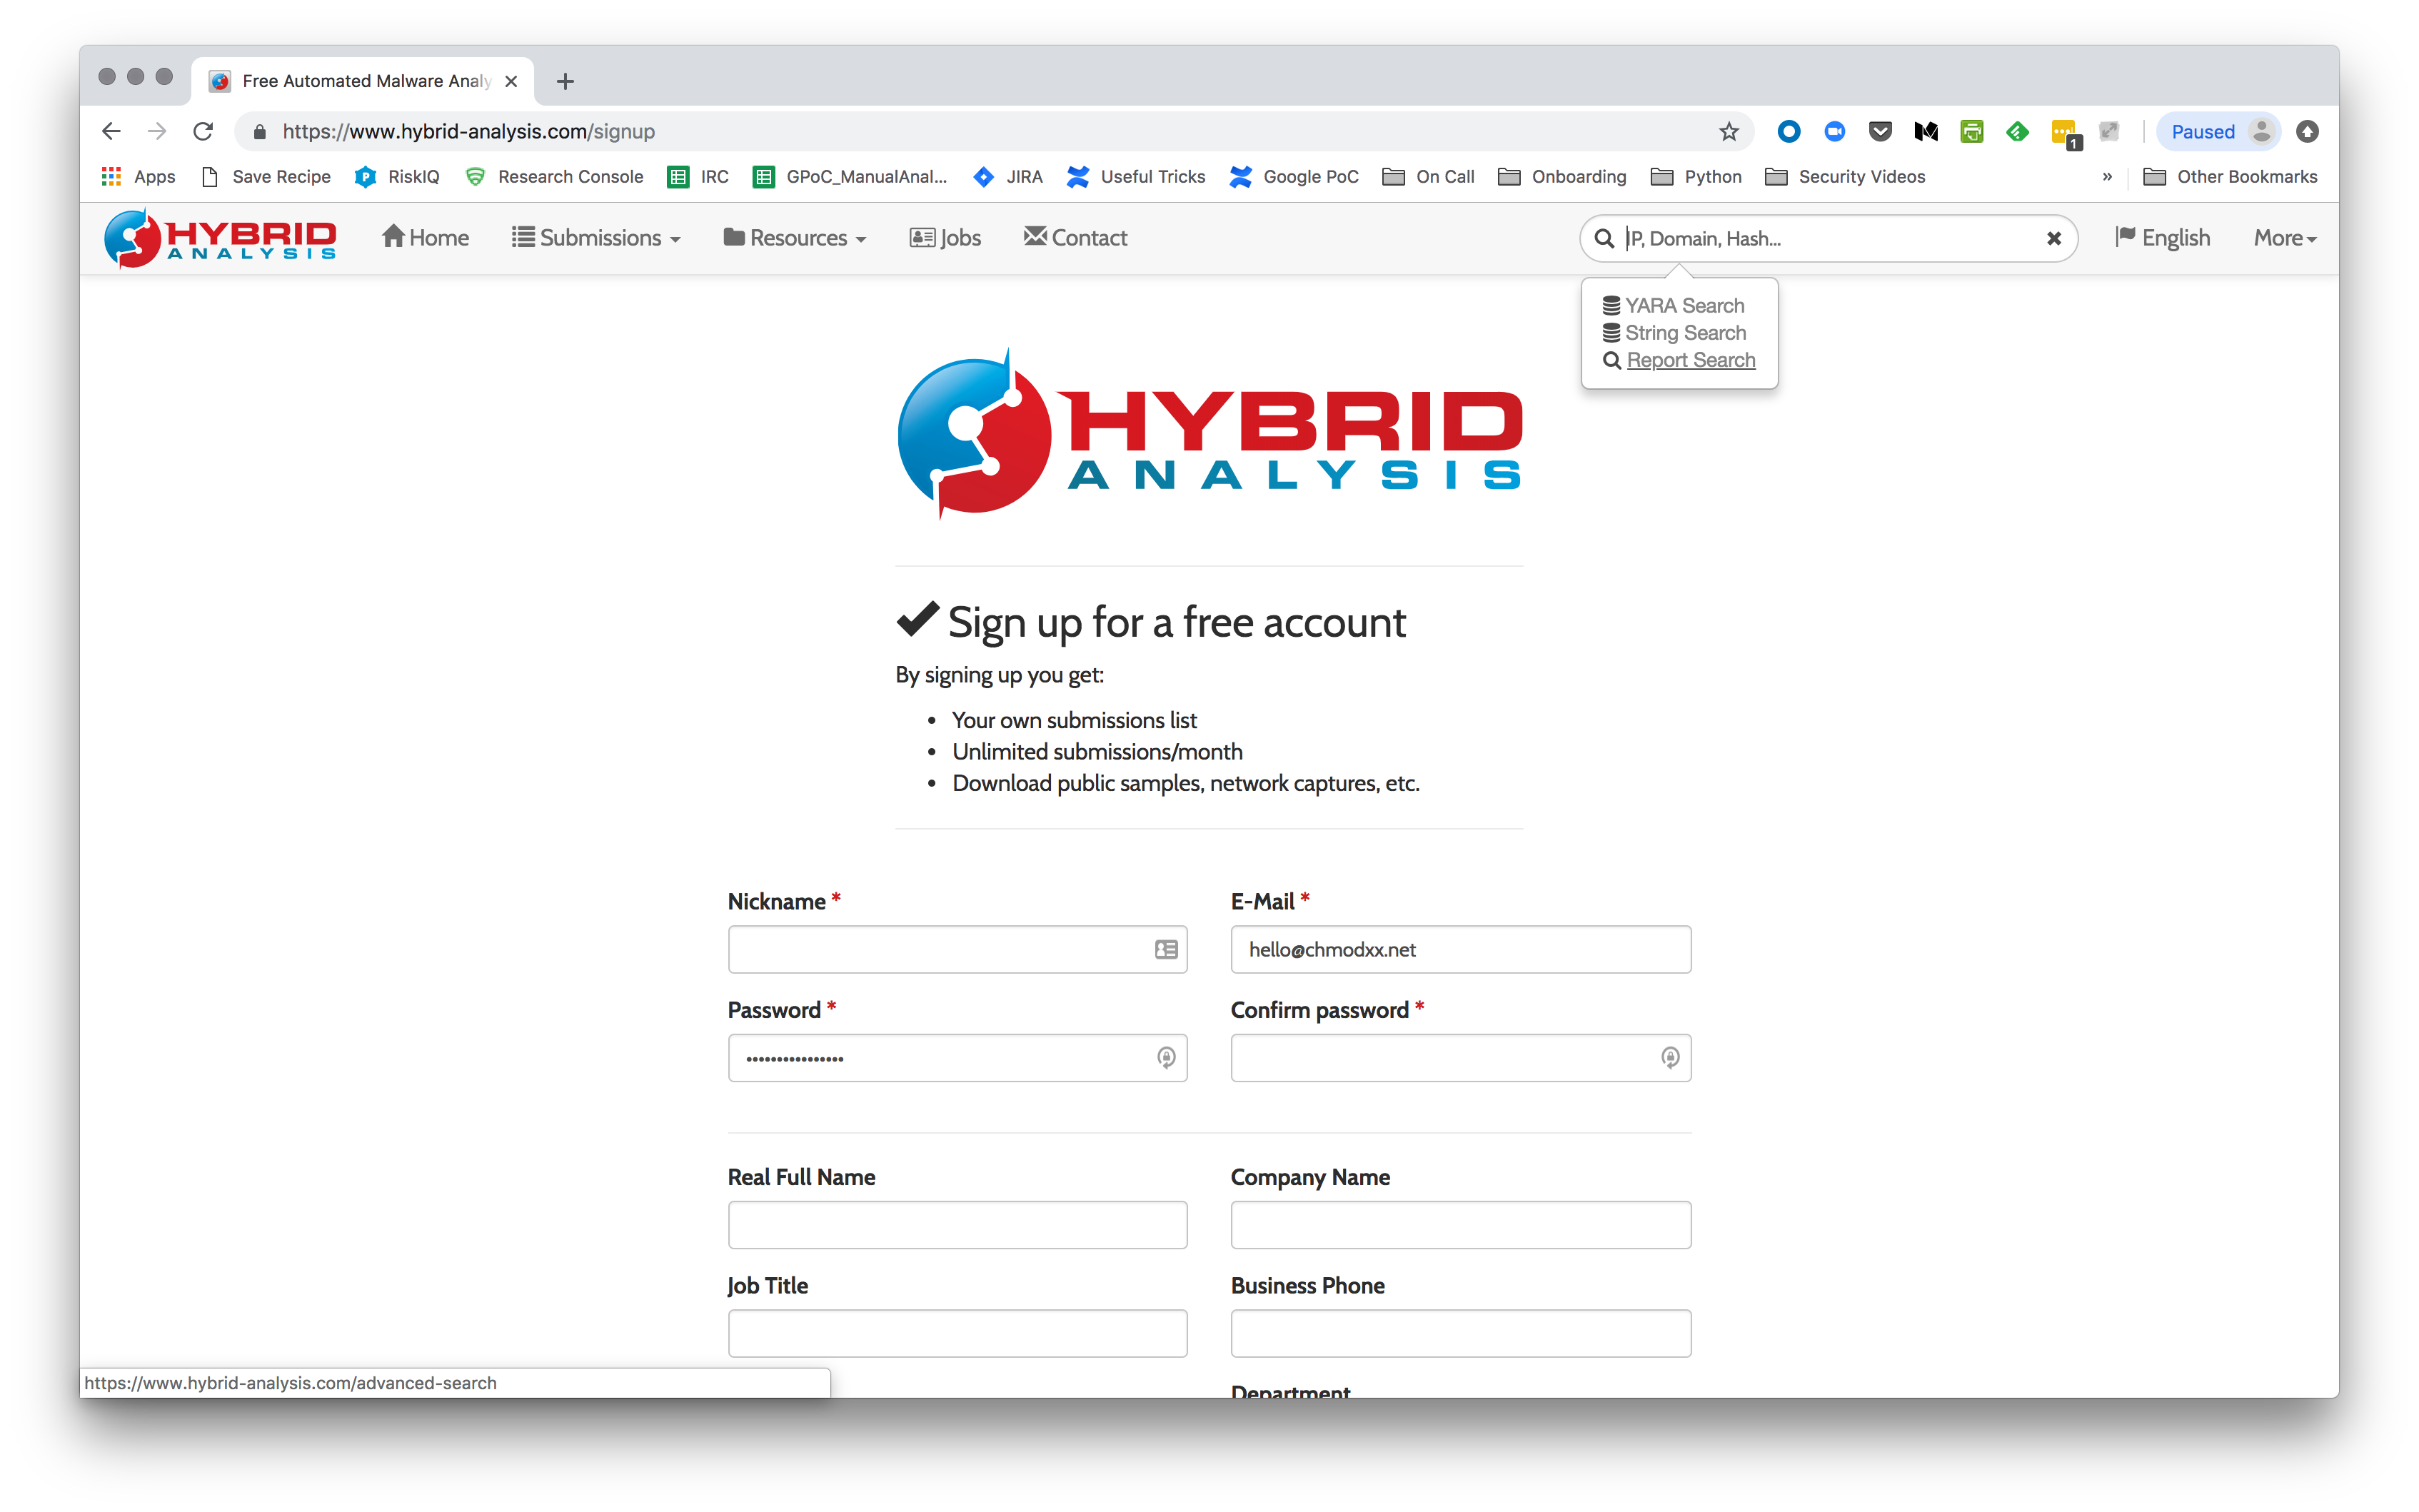 Free Automated Malware Analy
https://www.hybrid-analysis.com/signup
1
Paused
Apps
Save Recipe
RiskIQ
Research Console
IRC
GPoC_ManualAnal...
JIRA
Useful Tricks
Google PoC
On Call
Onboarding
Python
Security Videos
»
Other Bookmarks
HYBRID
ANALYSIS
Home
Submissions
Resources
Jobs
Contact
IP, Domain, Hash...
English
More
YARA Search
String Search
Report Search
HYBRID
ANALYSIS
Sign up for a free account
By signing up you get:
• Your own submissions list
• Unlimited submissions/month
• Download public samples, network captures, etc.
Nickname *
E-Mail *
hello@chmodxx.net
Password *
Confirm password *
••••••••••••••••
Real Full Name
Company Name
Job Title
Business Phone
Department
https://www.hybrid-analysis.com/advanced-search